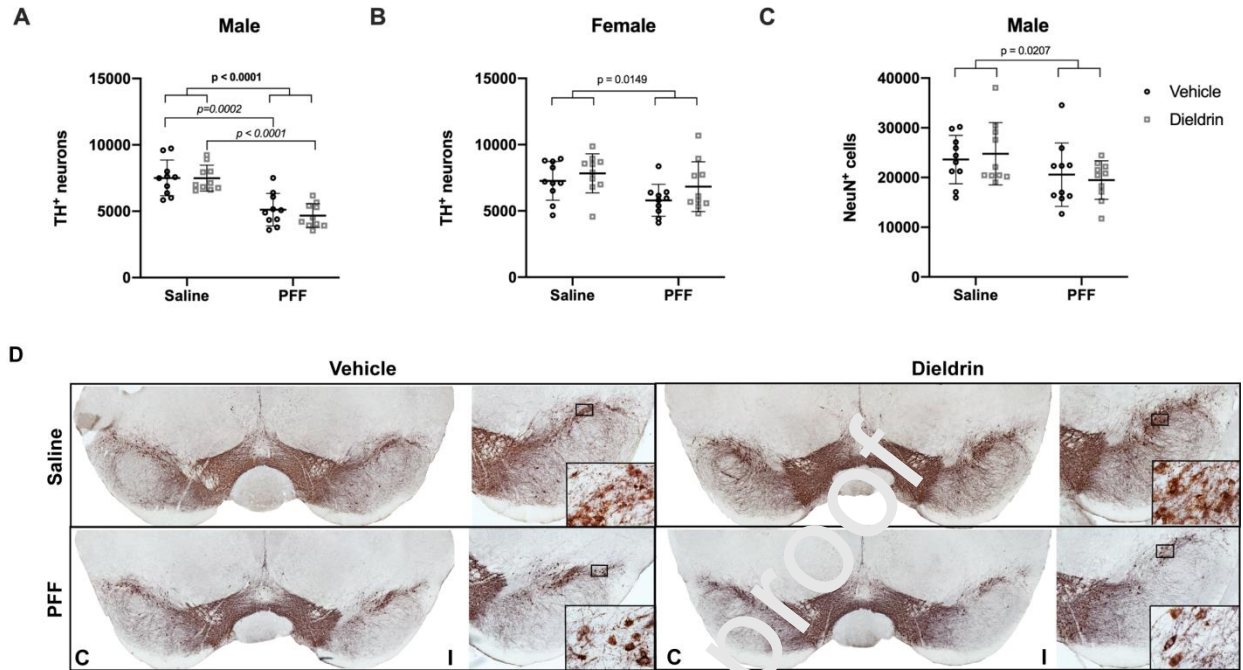 A
Male
TH+ neurons
15000
10000
5000
0
p < 0.0001
p=0.0002
p < 0.0001
Saline
PFF
B
Female
TH+ neurons
15000
10000
5000
0
p = 0.0149
Saline
PFF
C
Male
NeuN+ cells
40000
30000
20000
10000
0
p = 0.0207
Saline
PFF
Vehicle
Dieldrin
D
Vehicle
Dieldrin
Saline
PFF
C
I
C
I
proof